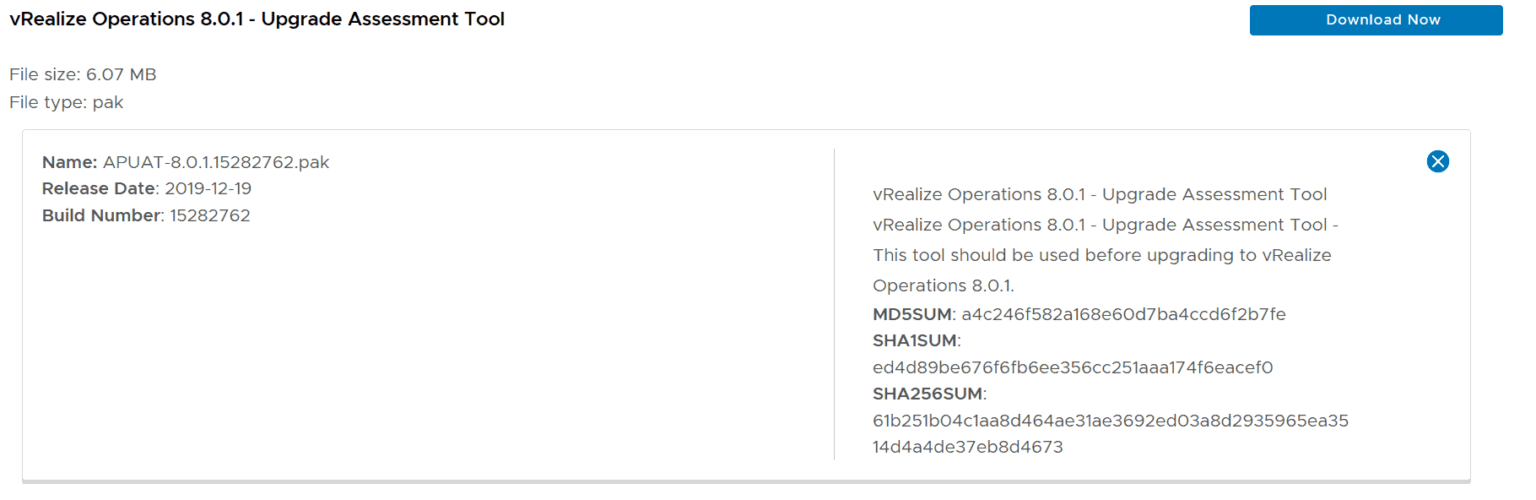 vRealize Operations 8.0.1 - Upgrade Assessment Tool
Download Now
File size: 6.07 MB
File type: pak
Name: APUAT-8.0.1.15282762.pak
Release Date: 2019-12-19
Build Number: 15282762
vRealize Operations 8.0.1 - Upgrade Assessment Tool
vRealize Operations 8.0.1 - Upgrade Assessment Tool -
This tool should be used before upgrading to vRealize
Operations 8.0.1.
MD5SUM: a4c246f582a168e60d7ba4ccd6f2b7fe
SHA1SUM:
ed4d89be676f6fb6ee356cc251aaa174f6eacef0
SHA256SUM:
61b251b04c1aa8d464ae31ae3692ed03a8d2935965ea35
14d4a4de37eb8d4673